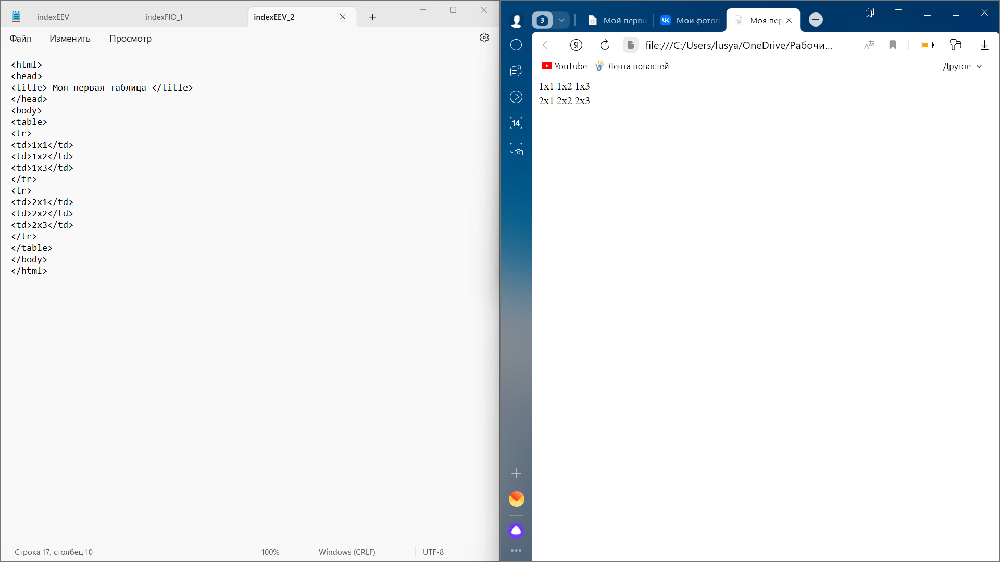 indexEEV
indexFIO_1
indexEEV_2
Файл Изменить Просмотр
<html>
<head>
<title> Моя первая таблица </title>
</head>
<body>
<table>
<tr>
<td>1x1</td>
<td>1x2</td>
<td>1x3</td>
</tr>
<tr>
<td>2x1</td>
<td>2x2</td>
<td>2x3</td>
</tr>
</table>
</body>
</html>
Строка 17, столбец 10
100%
Windows (CRLF)
UTF-8
3
Мой первы
Мои фотог
Моя пер
Я
file:///C:/Users/lusya/OneDrive/Рабочи...
YouTube
Лента новостей
Другое
14
1x1 1x2 1x3
2x1 2x2 2x3